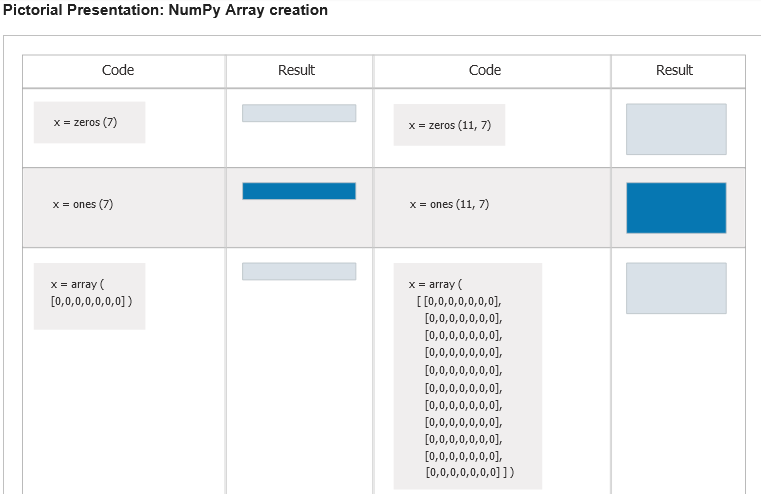 Pictorial Presentation: NumPy Array creation
Code Result Code Result
x = zeros (7)
x = zeros (11, 7)
x = ones (7)
x = ones (11, 7)
x = array (
[0,0,0,0,0,0,0] )
x = array (
[ [0,0,0,0,0,0,0],
[0,0,0,0,0,0,0],
[0,0,0,0,0,0,0],
[0,0,0,0,0,0,0],
[0,0,0,0,0,0,0],
[0,0,0,0,0,0,0],
[0,0,0,0,0,0,0],
[0,0,0,0,0,0,0],
[0,0,0,0,0,0,0],
[0,0,0,0,0,0,0],
[0,0,0,0,0,0,0] ] )